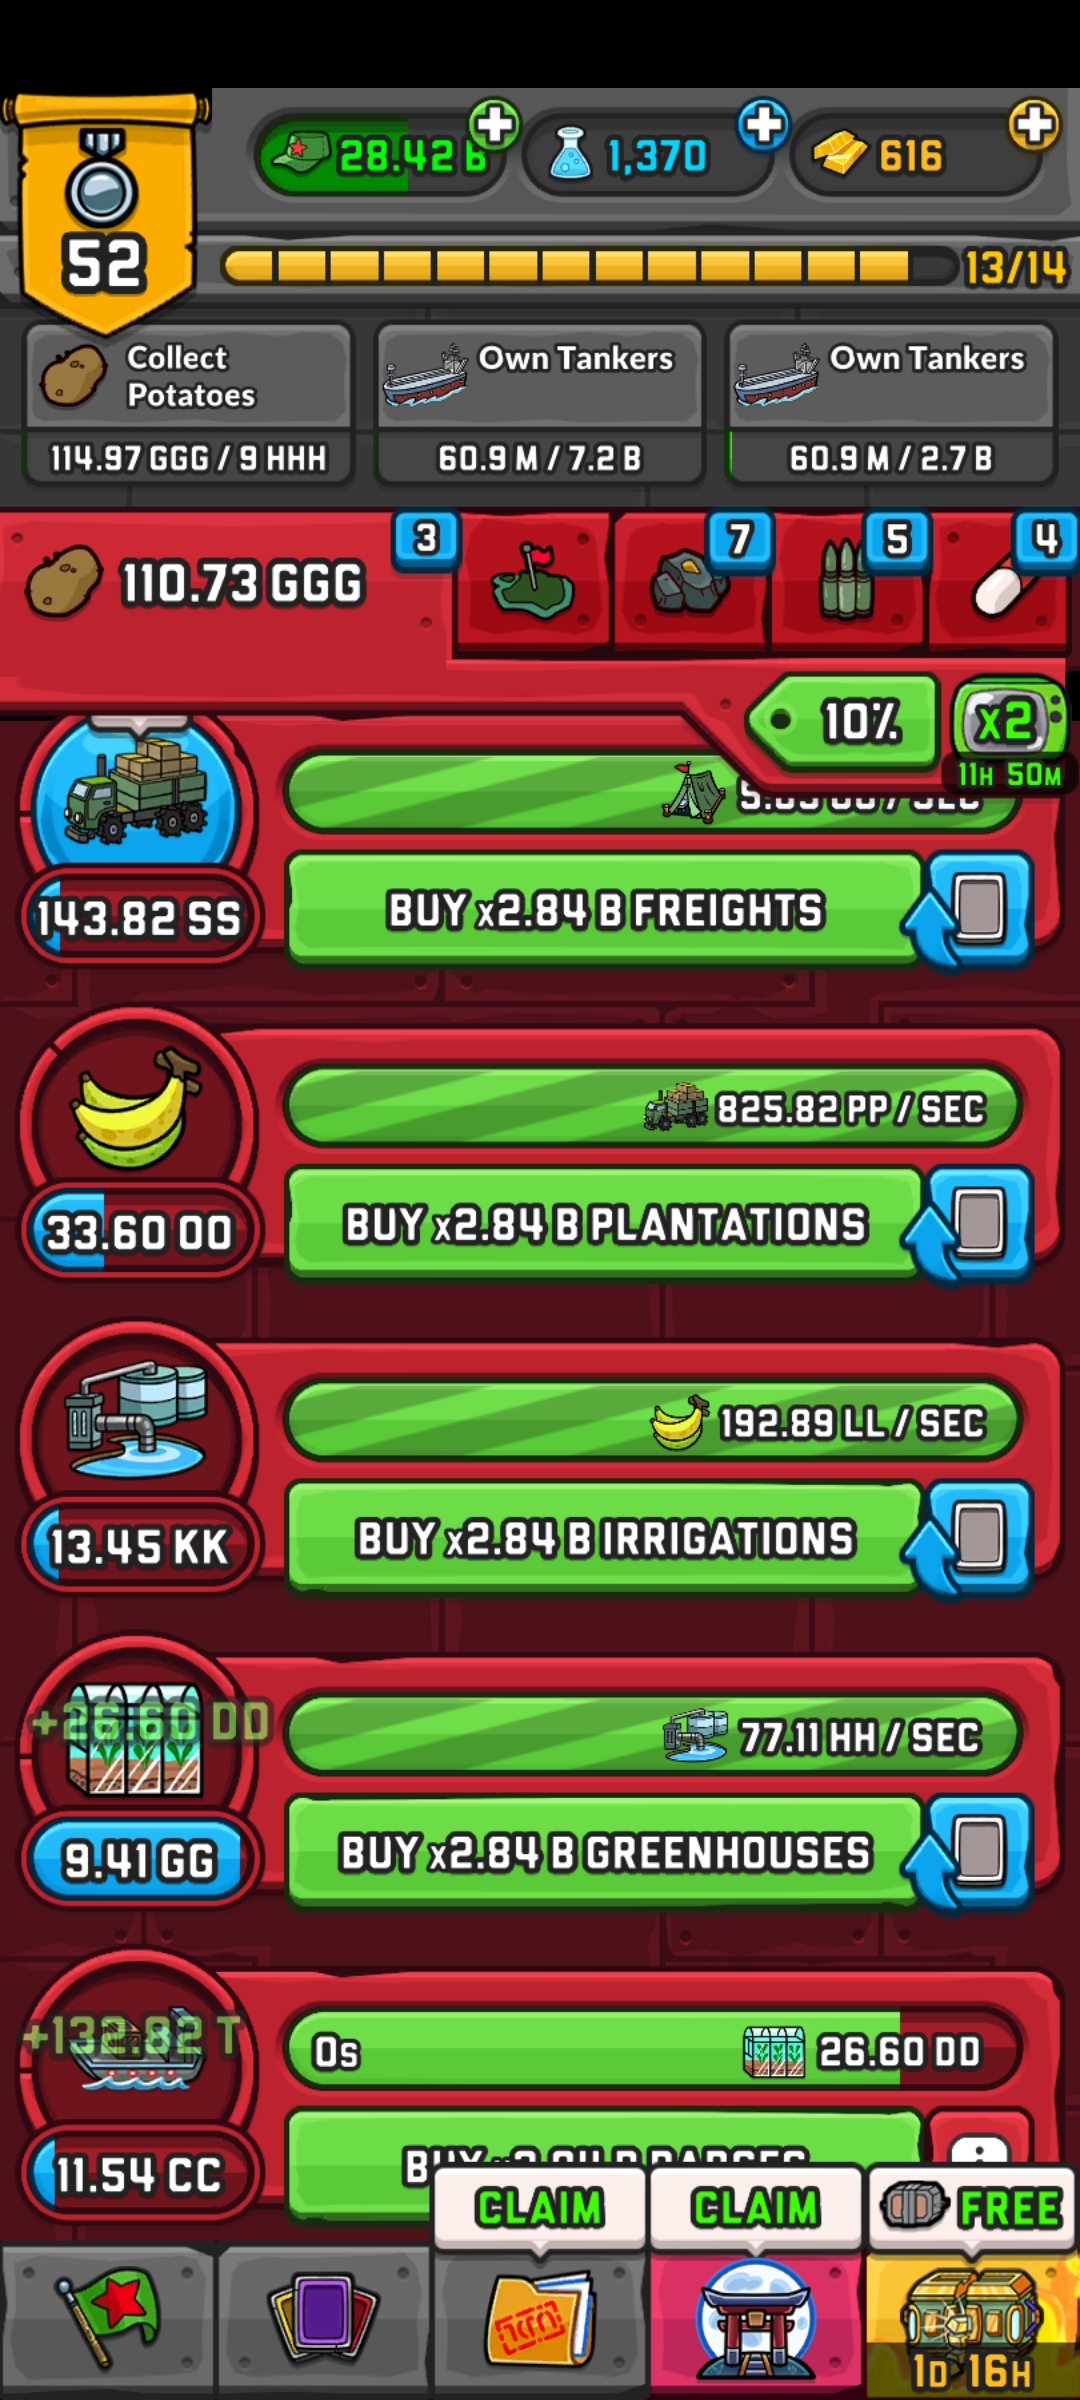 28.42 B
1,370
616
52
13/14
Collect
Potatoes
114.97 GGG / 9 HHH
Own Tankers
60.9 M / 7.2 B
Own Tankers
60.9 M / 2.7 B
110.73 GGG
3
7
5
4
10%
x2
11H 50M
/ SEC
143.82 SS
BUY x2.84 B FREIGHTS
825.82 PP / SEC
33.60 OO
BUY x2.84 B PLANTATIONS
192.89 LL / SEC
13.45 KK
BUY x2.84 B IRRIGATIONS
+26.60 DD
77.11 HH / SEC
9.41 GG
BUY x2.84 B GREENHOUSES
+132.82 T
0s
26.60 DD
11.54 CC
BUY x2.84 B BARGES
CLAIM
CLAIM
FREE
1D 16H